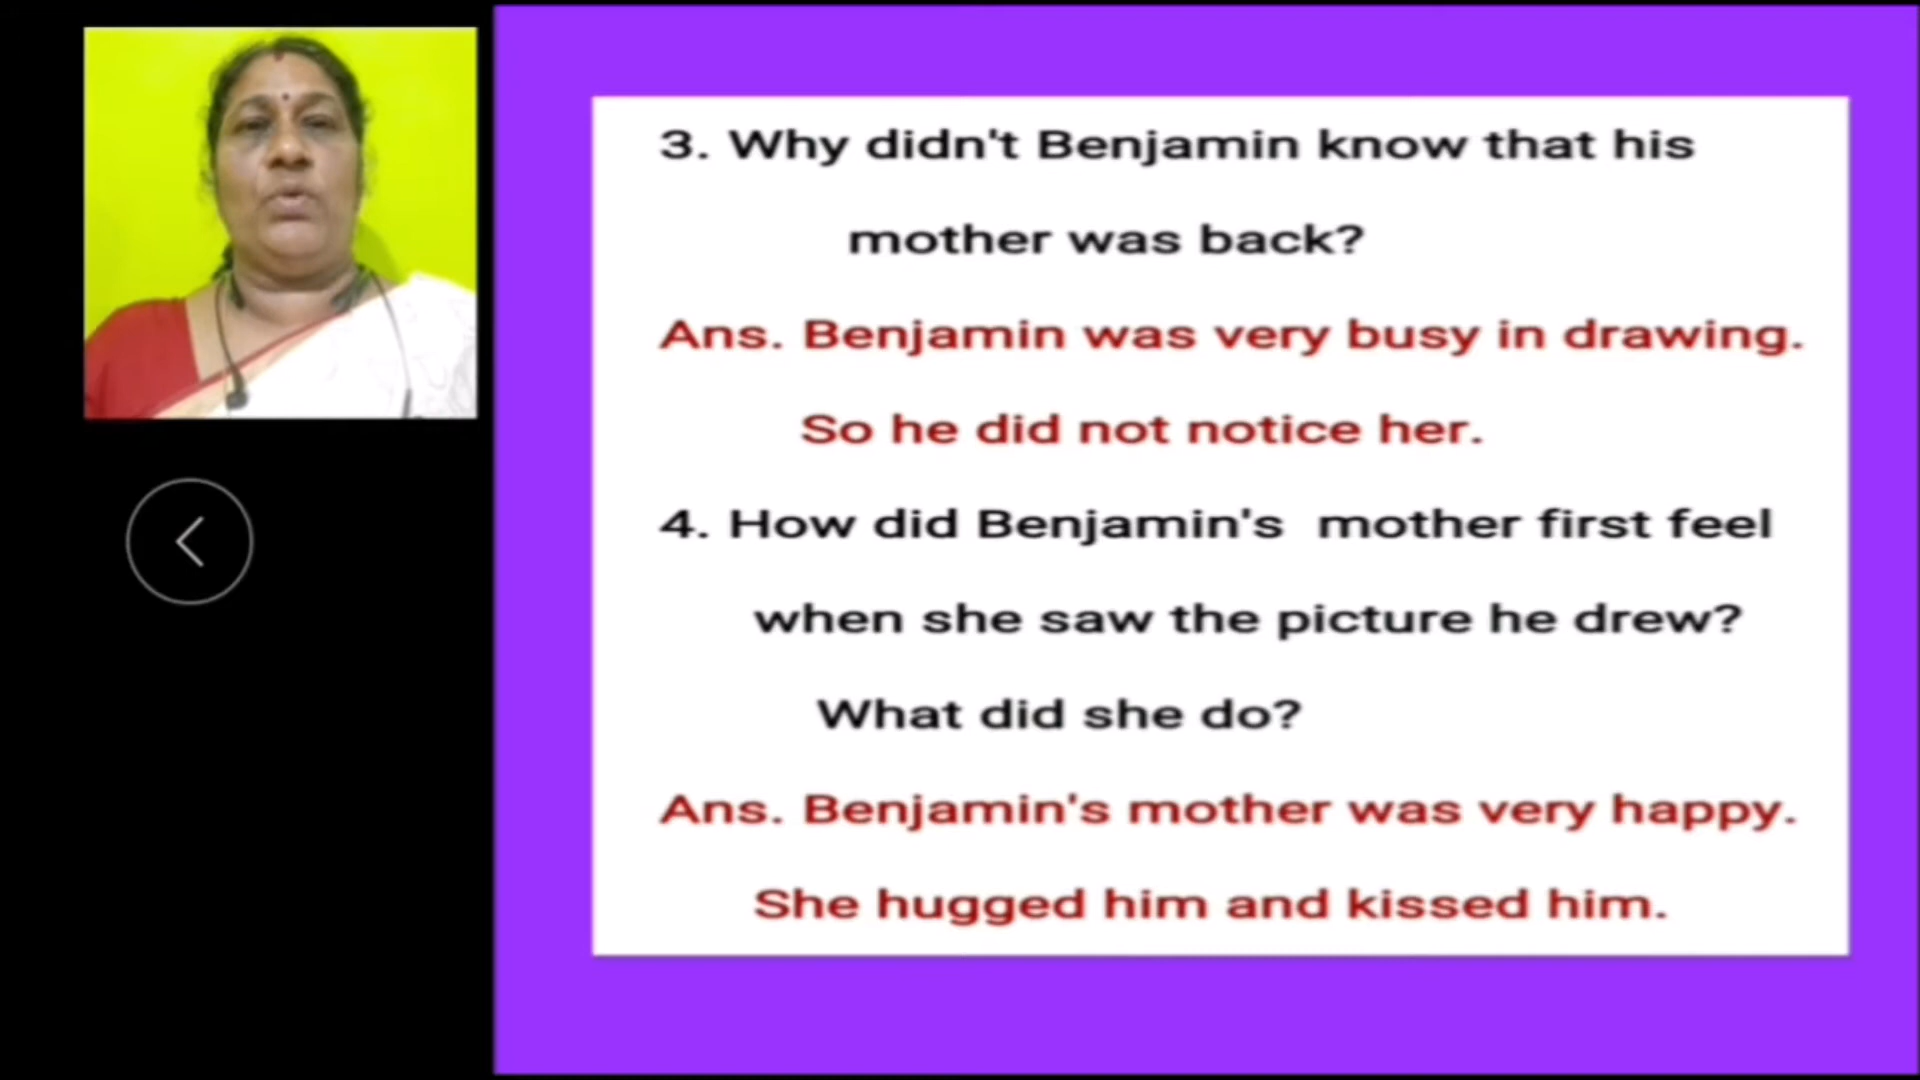 3. Why didn't Benjamin know that his
mother was back?
Ans. Benjamin was very busy in drawing.
So he did not notice her.
4. How did Benjamin's mother first feel
when she saw the picture he drew?
What did she do?
Ans. Benjamin's mother was very happy.
She hugged him and kissed him.